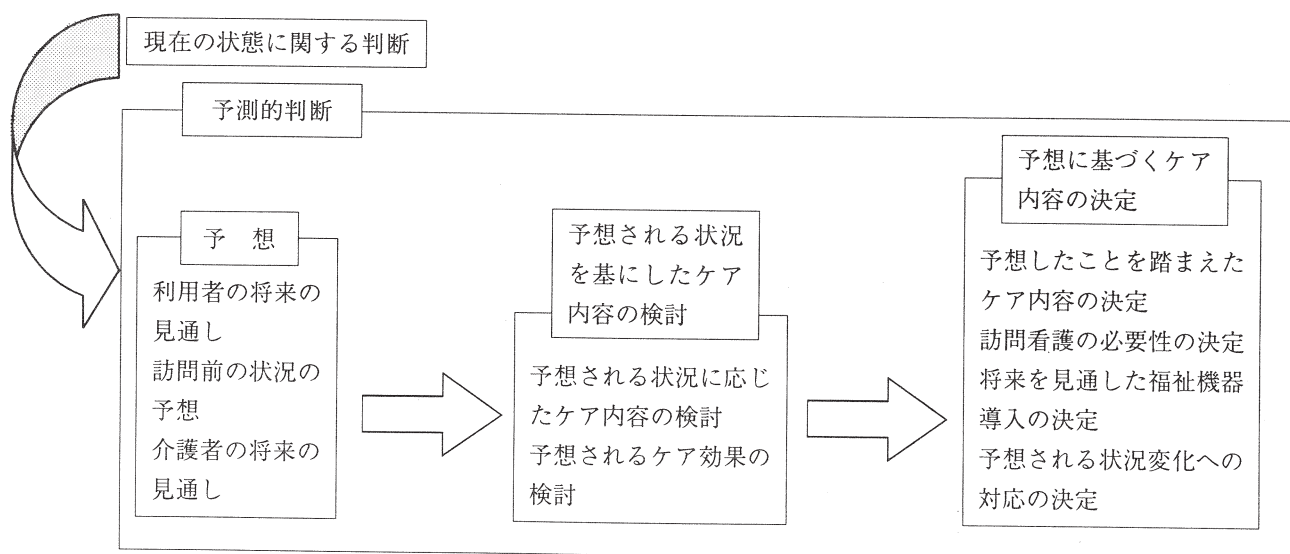 現在の状態に関する判断
予測的判断
予　想
利用者の将来の
見通し
訪問前の状況の
予想
介護者の将来の
見通し
予想される状況
を基にしたケア
内容の検討
予想される状況に応じ
たケア内容の検討
予想されるケア効果の
検討
予想に基づくケア
内容の決定
予想したことを踏まえた
ケア内容の決定
訪問看護の必要性の決定
将来を見通した福祉機器
導入の決定
予想される状況変化への
対応の決定